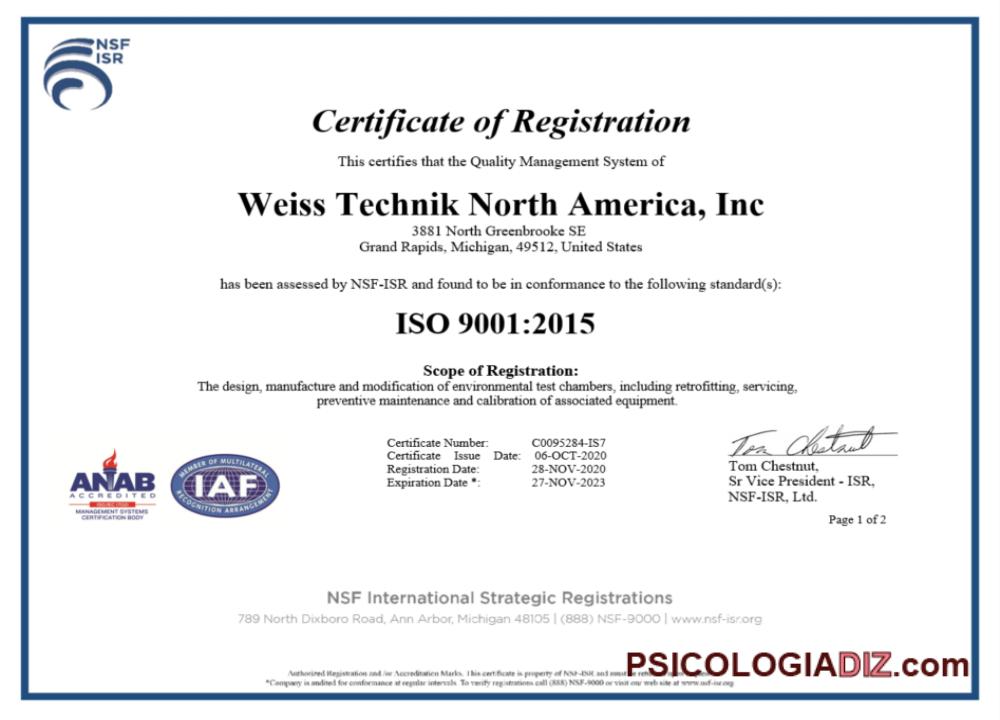 NSF
ISR
Certificate of Registration
This certifies that the Quality Management System of
Weiss Technik North America, Inc
3881 North Greenbrooke SE
Grand Rapids, Michigan, 49512, United States
has been assessed by NSF-ISR and found to be in conformance to the following standard(s):
ISO 9001:2015
Scope of Registration:
The design, manufacture and modification of environmental test chambers, including retrofitting, servicing,
preventive maintenance and calibration of associated equipment.
Certificate Number: C0095284-IS7
Certificate Issue Date: 06-OCT-2020
Registration Date: 28-NOV-2020
Expiration Date *: 27-NOV-2023
ANAB
ACCREDITED
MANAGEMENT SYSTEMS
CERTIFICATION BODY
MEMBER OF MULTILATERAL
IAF
RECOGNITION ARRANGEMENT
Tom Chestnut
Tom Chestnut,
Sr Vice President - ISR,
NSF-ISR, Ltd.
Page 1 of 2
NSF International Strategic Registrations
789 North Dixboro Road, Ann Arbor, Michigan 48105 | (888) NSF-9000 | www.nsf-isr.org
Authorized Registration and /or Accreditation Marks. This certificate is property of NSF-ISR and must be
*Company is audited for conformance at regular intervals. To verify registrations call (888) NSF-9000 or visit our web site at www.nsf-isr.org
PSICOLOGIADIZ.com